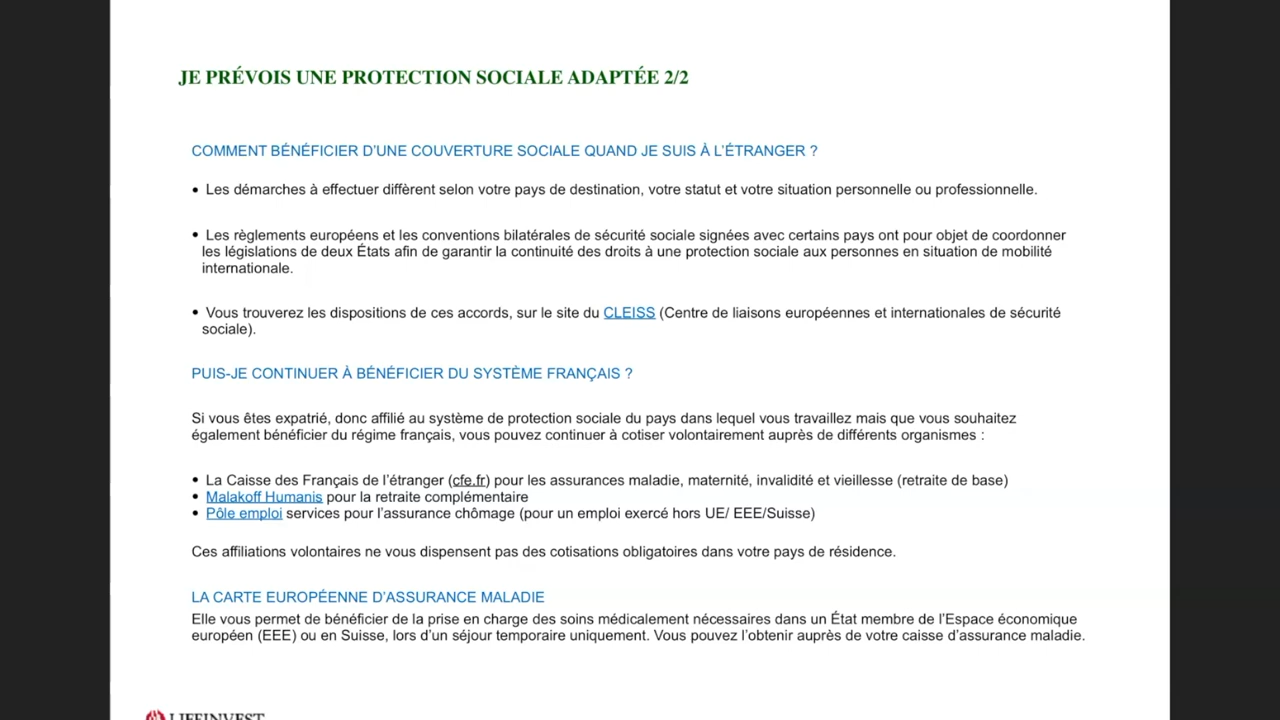 JE PRÉVOIS UNE PROTECTION SOCIALE ADAPTÉE 2/2
COMMENT BÉNÉFICIER D’UNE COUVERTURE SOCIALE QUAND JE SUIS À L’ÉTRANGER ?
• Les démarches à effectuer diffèrent selon votre pays de destination, votre statut et votre situation personnelle ou professionnelle.
• Les règlements européens et les conventions bilatérales de sécurité sociale signées avec certains pays ont pour objet de coordonner
les législations de deux États afin de garantir la continuité des droits à une protection sociale aux personnes en situation de mobilité
internationale.
• Vous trouverez les dispositions de ces accords, sur le site du CLEISS (Centre de liaisons européennes et internationales de sécurité
sociale).
PUIS-JE CONTINUER À BÉNÉFICIER DU SYSTÈME FRANÇAIS ?
Si vous êtes expatrié, donc affilié au système de protection sociale du pays dans lequel vous travaillez mais que vous souhaitez
également bénéficier du régime français, vous pouvez continuer à cotiser volontairement auprès de différents organismes :
• La Caisse des Français de l’étranger (cfe.fr) pour les assurances maladie, maternité, invalidité et vieillesse (retraite de base)
• Malakoff Humanis pour la retraite complémentaire
• Pôle emploi services pour l’assurance chômage (pour un emploi exercé hors UE/ EEE/Suisse)
Ces affiliations volontaires ne vous dispensent pas des cotisations obligatoires dans votre pays de résidence.
LA CARTE EUROPÉENNE D’ASSURANCE MALADIE
Elle vous permet de bénéficier de la prise en charge des soins médicalement nécessaires dans un État membre de l’Espace économique
européen (EEE) ou en Suisse, lors d’un séjour temporaire uniquement. Vous pouvez l’obtenir auprès de votre caisse d’assurance maladie.
LIFEINVEST